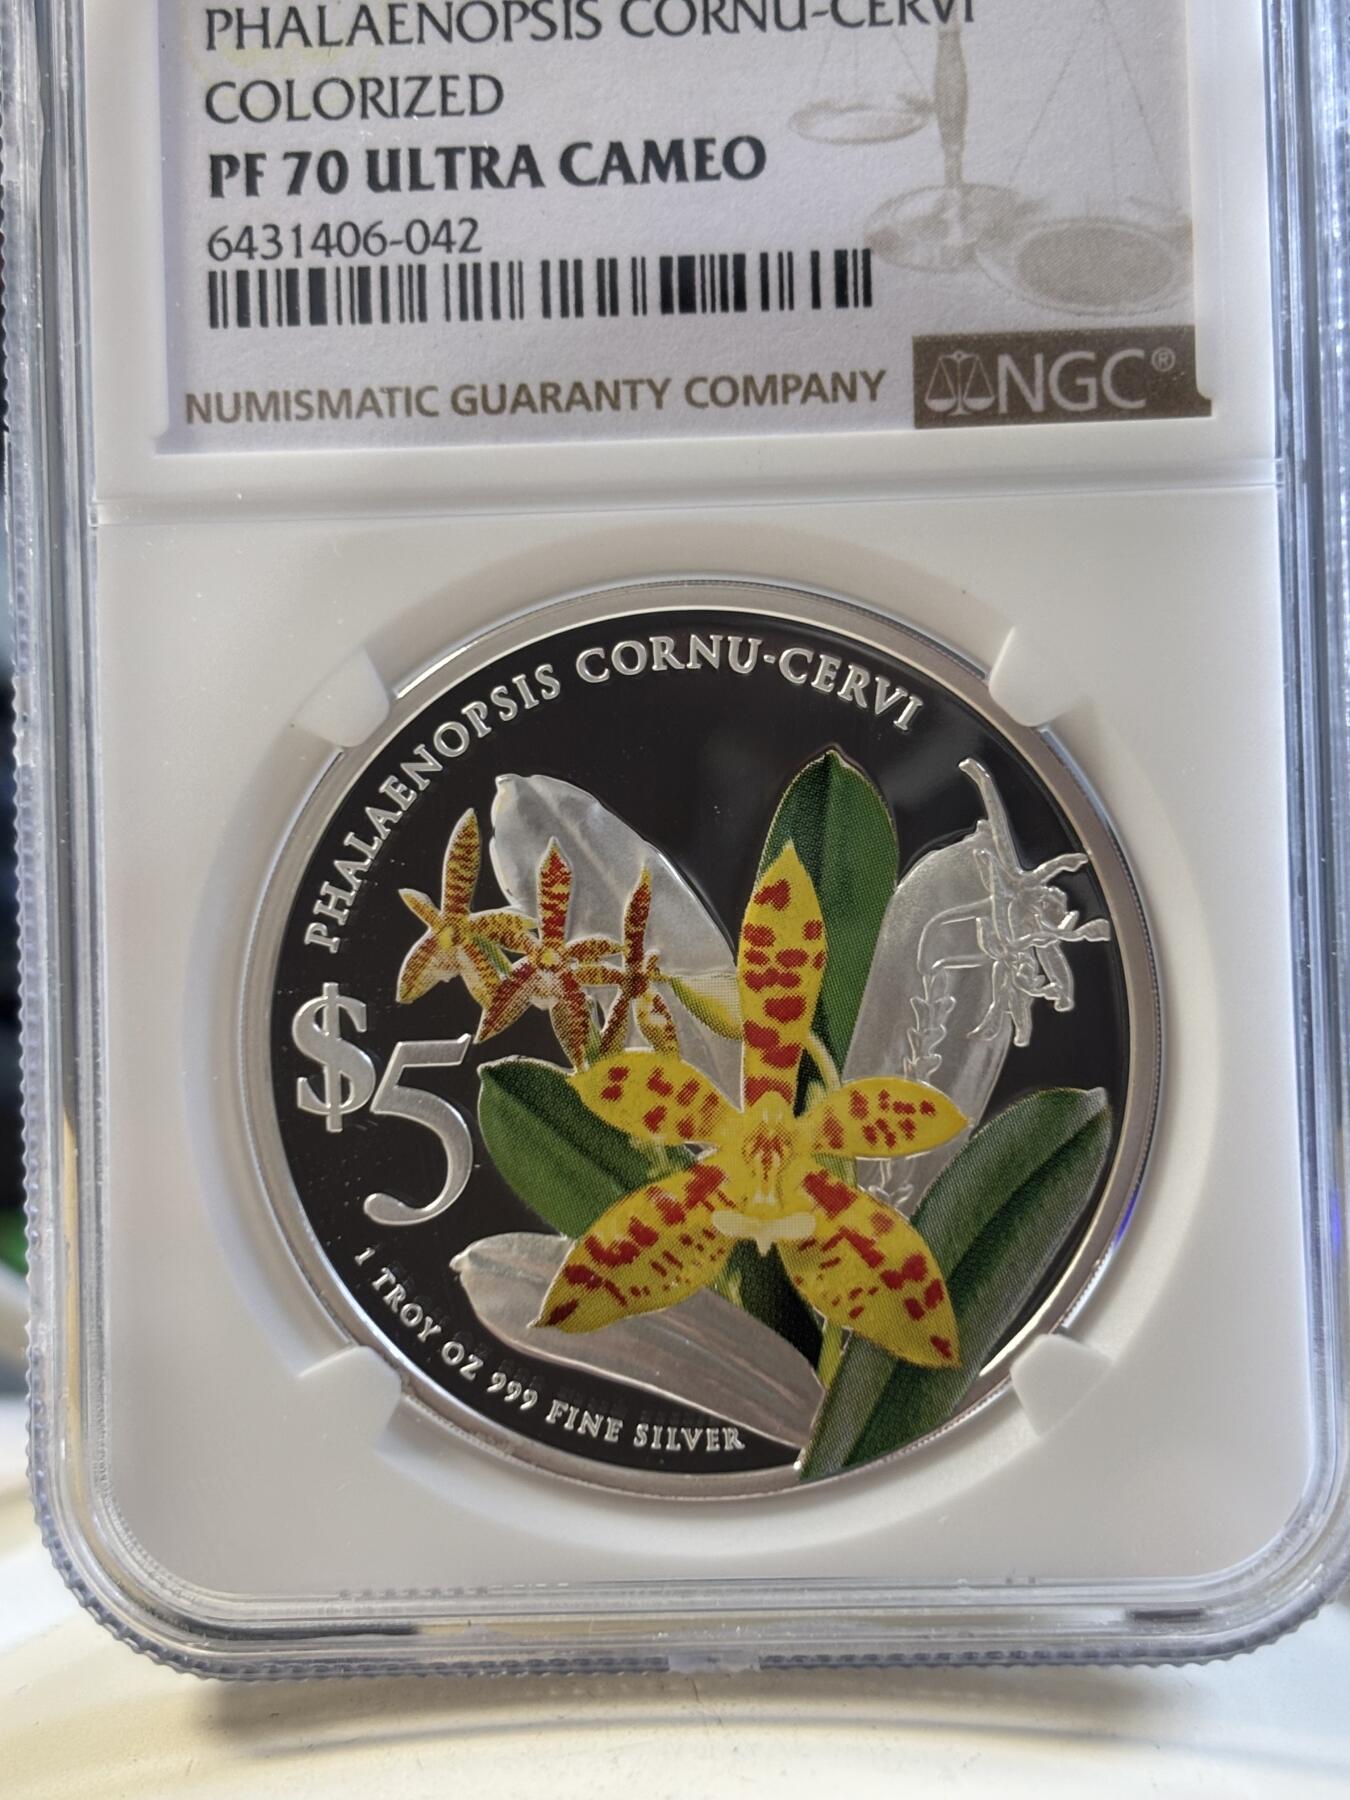 PHALAENOPSIS CORNU-CERVI
COLORIZED
PF 70 ULTRA CAMEO
6431406-042
NUMISMATIC GUARANTY COMPANY
NGC®
PHALAENOPSIS CORNU-CERVI
$5
1 TROY OZ 999 FINE SILVER